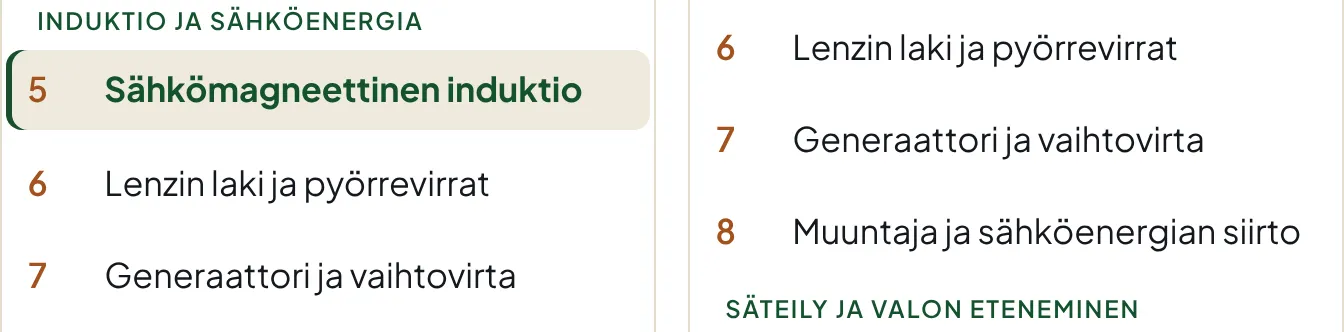 INDUKTIO JA SÄHKÖENERGIA
5 Sähkömagneettinen induktio
6 Lenzin laki ja pyörrevirrat
7 Generaattori ja vaihtovirta
6 Lenzin laki ja pyörrevirrat
7 Generaattori ja vaihtovirta
8 Muuntaja ja sähköenergian siirto
SÄTEILY JA VALON ETENEMINEN